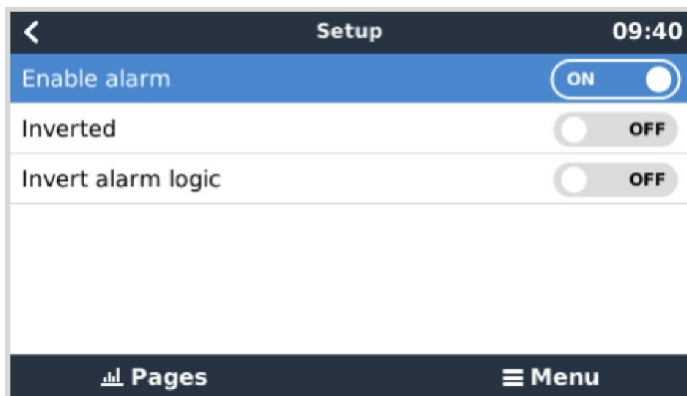 Setup 09:40
Enable alarm ON
Inverted OFF
Invert alarm logic OFF
Pages Menu